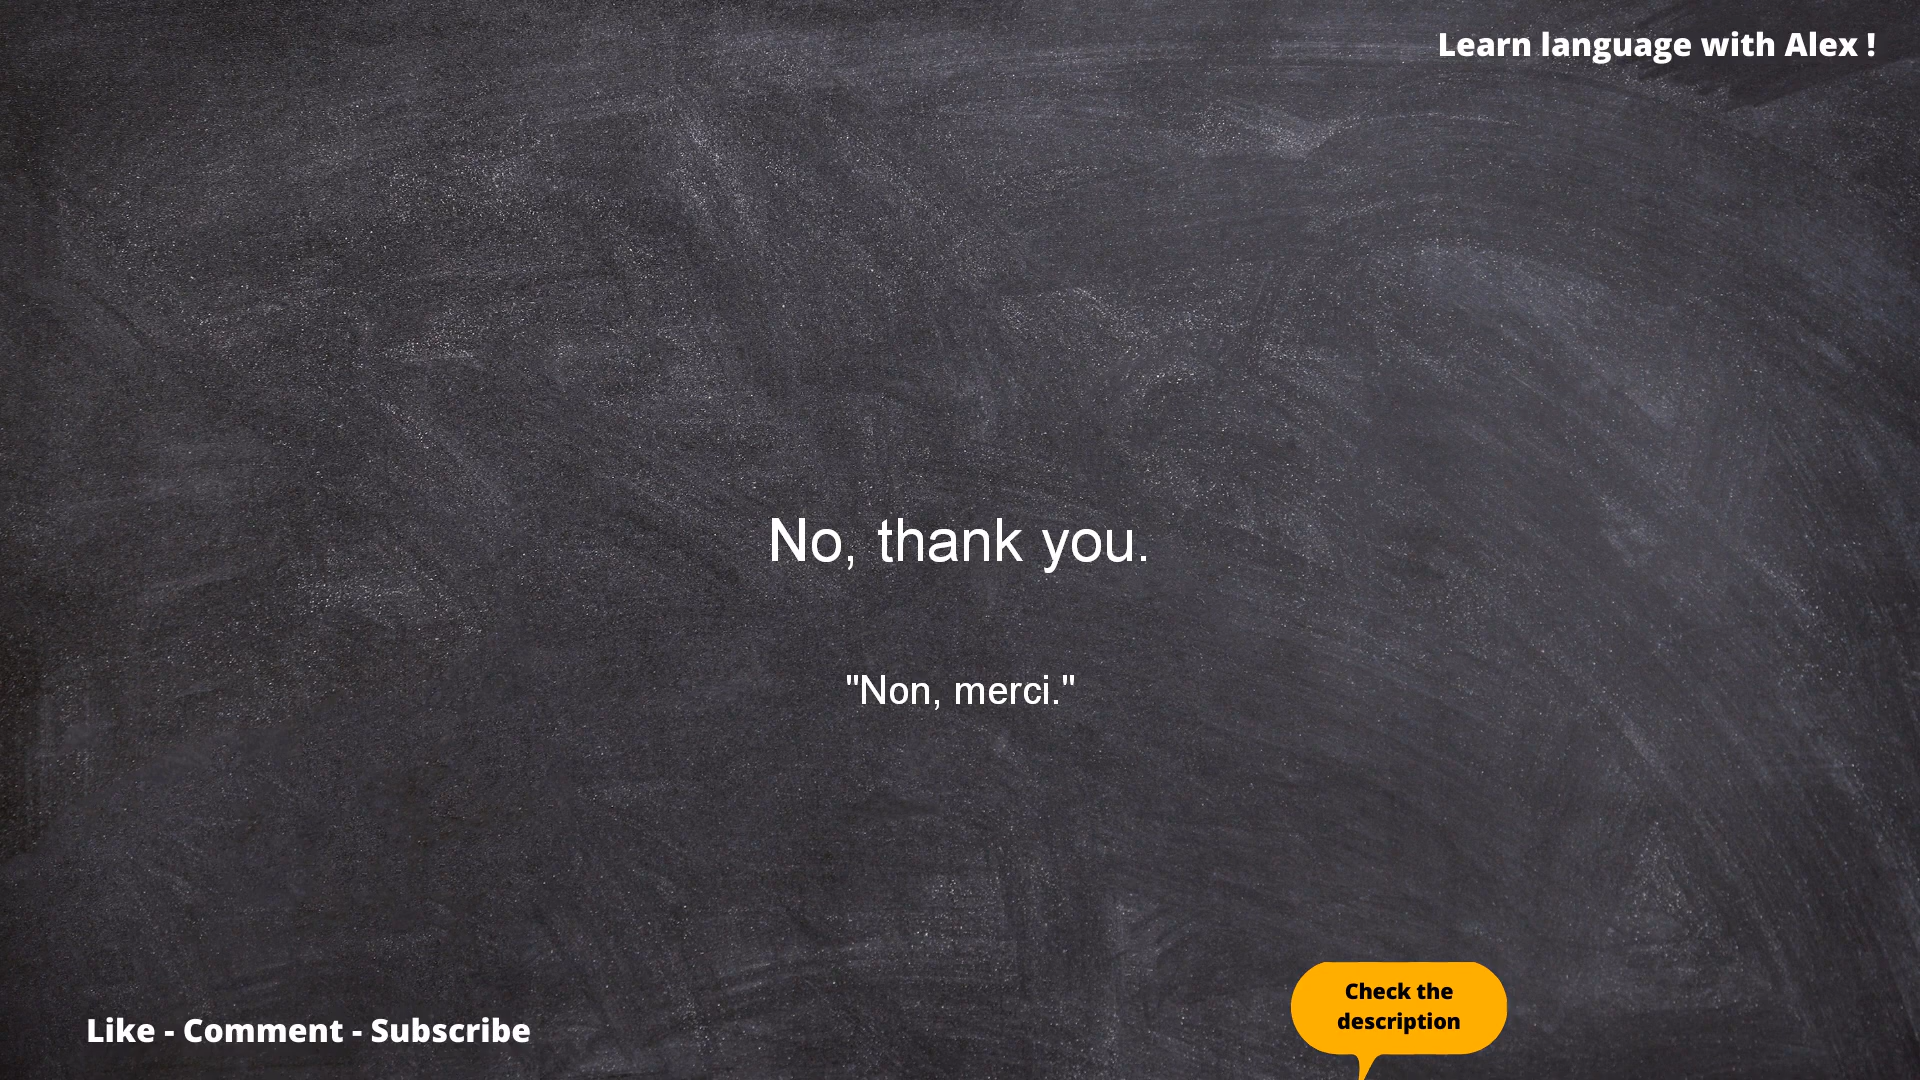 Learn language with Alex !
No, thank you.
"Non, merci."
Like - Comment - Subscribe
Check the
description